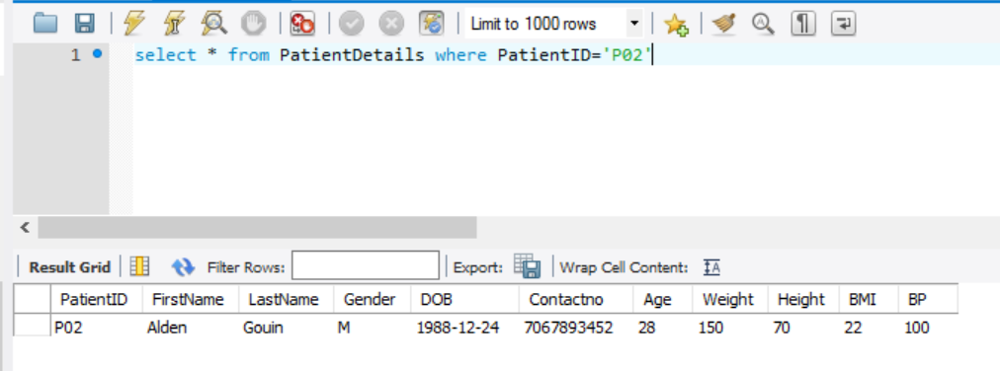 Limit to 1000 rows
1 select * from PatientDetails where PatientID='P02'
Result Grid Filter Rows: Export: Wrap Cell Content:
PatientID FirstName LastName Gender DOB Contactno Age Weight Height BMI BP
P02 Alden Gouin M 1988-12-24 7067893452 28 150 70 22 100